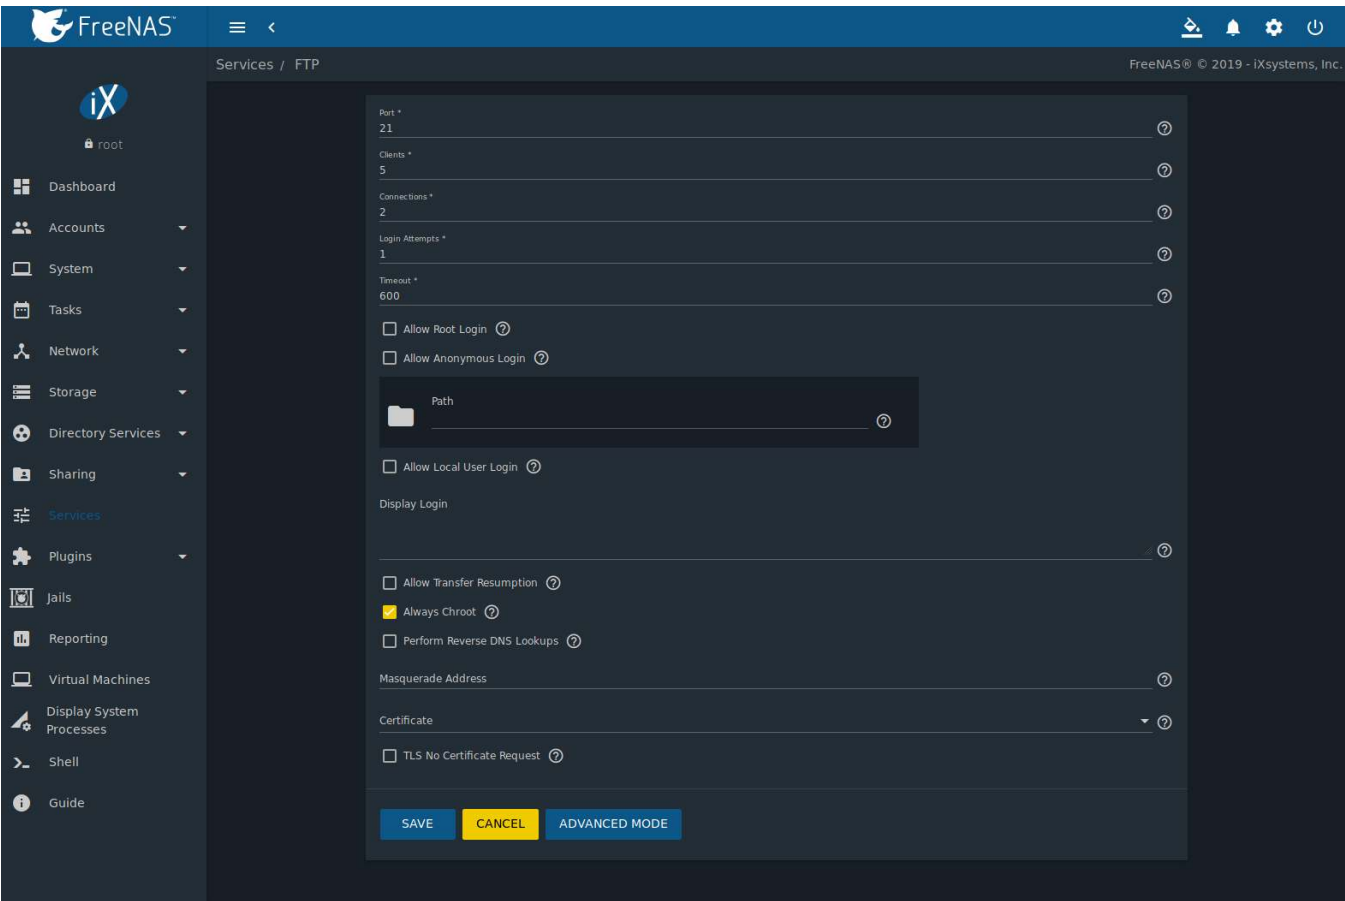 FreeNAS™
Services / FTP
FreeNAS® © 2019 - iXsystems, Inc.
iX
root
Dashboard
Accounts
System
Tasks
Network
Storage
Directory Services
Sharing
Services
Plugins
Jails
Reporting
Virtual Machines
Display System
Processes
Shell
Guide
Port *
21
Clients *
5
Connections *
2
Login Attempts *
1
Timeout *
600
Allow Root Login
Allow Anonymous Login
Path
Allow Local User Login
Display Login
Allow Transfer Resumption
Always Chroot
Perform Reverse DNS Lookups
Masquerade Address
Certificate
TLS No Certificate Request
SAVE CANCEL ADVANCED MODE